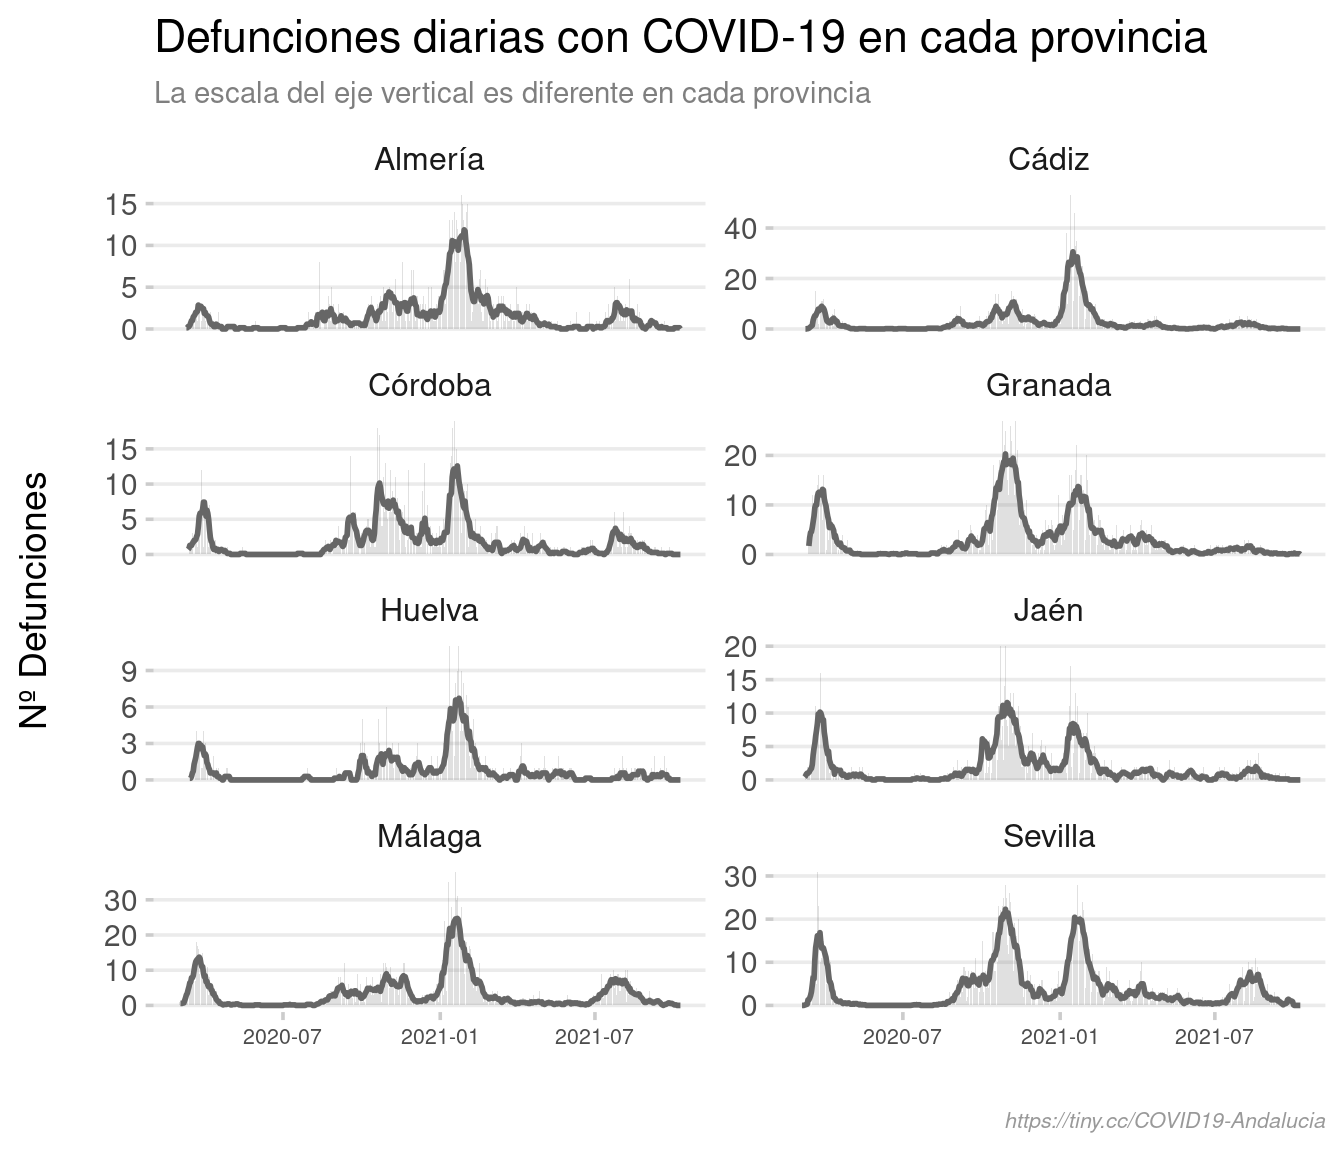 Defunciones diarias con COVID-19 en cada provincia
La escala del eje vertical es diferente en cada provincia
Nº Defunciones
Almería
15
10
5
0
Cádiz
40
20
0
Córdoba
15
10
5
0
Granada
20
10
0
Huelva
9
6
3
0
Jaén
20
15
10
5
0
Málaga
30
20
10
0
2020-07 2021-01 2021-07
Sevilla
30
20
10
0
2020-07 2021-01 2021-07
https://tiny.cc/COVID19-Andalucia